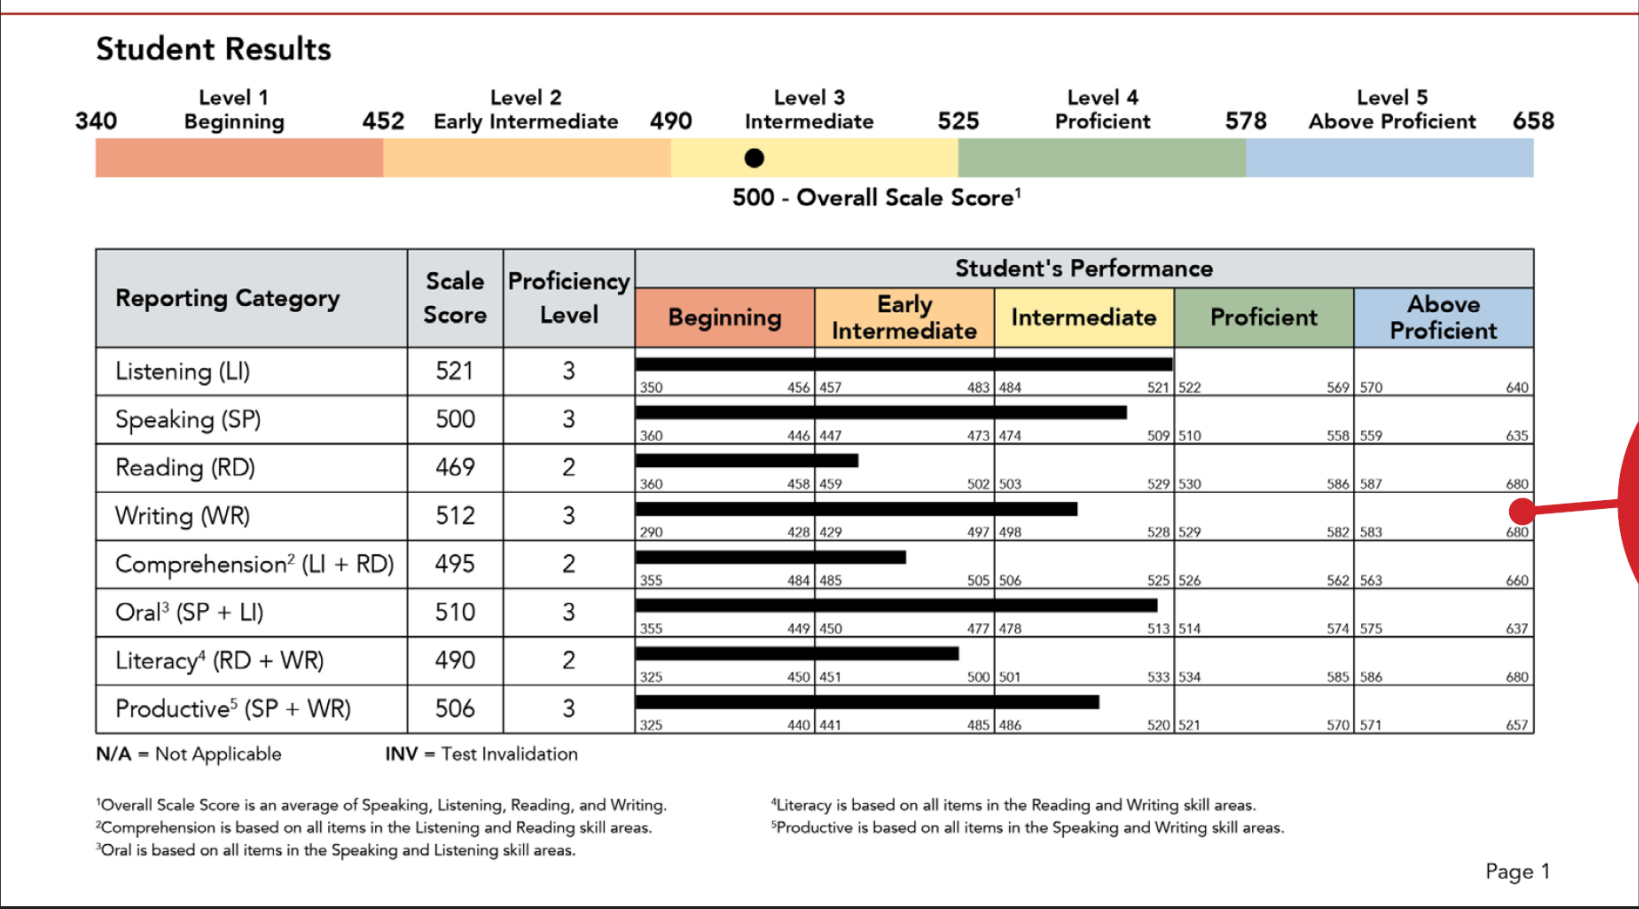 Student Results
Level 1 Level 2 Level 3 Level 4 Level 5
340 Beginning 452 Early Intermediate 490 Intermediate 525 Proficient 578 Above Proficient 658
500 - Overall Scale Score¹
Reporting Category
Scale
Score
Proficiency
Level
Student's Performance
Beginning
Early
Intermediate
Intermediate
Proficient
Above
Proficient
Listening (LI) 521 3
350 456 457 483 484 521 522 569 570 640
Speaking (SP) 500 3
360 446 447 473 474 509 510 558 559 635
Reading (RD) 469 2
360 458 459 502 503 529 530 586 587 680
Writing (WR) 512 3
290 428 429 497 498 528 529 582 583 680
Comprehension² (LI + RD) 495 2
355 484 485 505 506 525 526 562 563 660
Oral³ (SP + LI) 510 3
355 449 450 477 478 513 514 574 575 637
Literacy⁴ (RD + WR) 490 2
325 450 451 500 501 533 534 585 586 680
Productive⁵ (SP + WR) 506 3
325 440 441 485 486 520 521 570 571 657
N/A = Not Applicable INV = Test Invalidation
¹Overall Scale Score is an average of Speaking, Listening, Reading, and Writing.
²Comprehension is based on all items in the Listening and Reading skill areas.
³Oral is based on all items in the Speaking and Listening skill areas.
⁴Literacy is based on all items in the Reading and Writing skill areas.
⁵Productive is based on all items in the Speaking and Writing skill areas.
Page 1